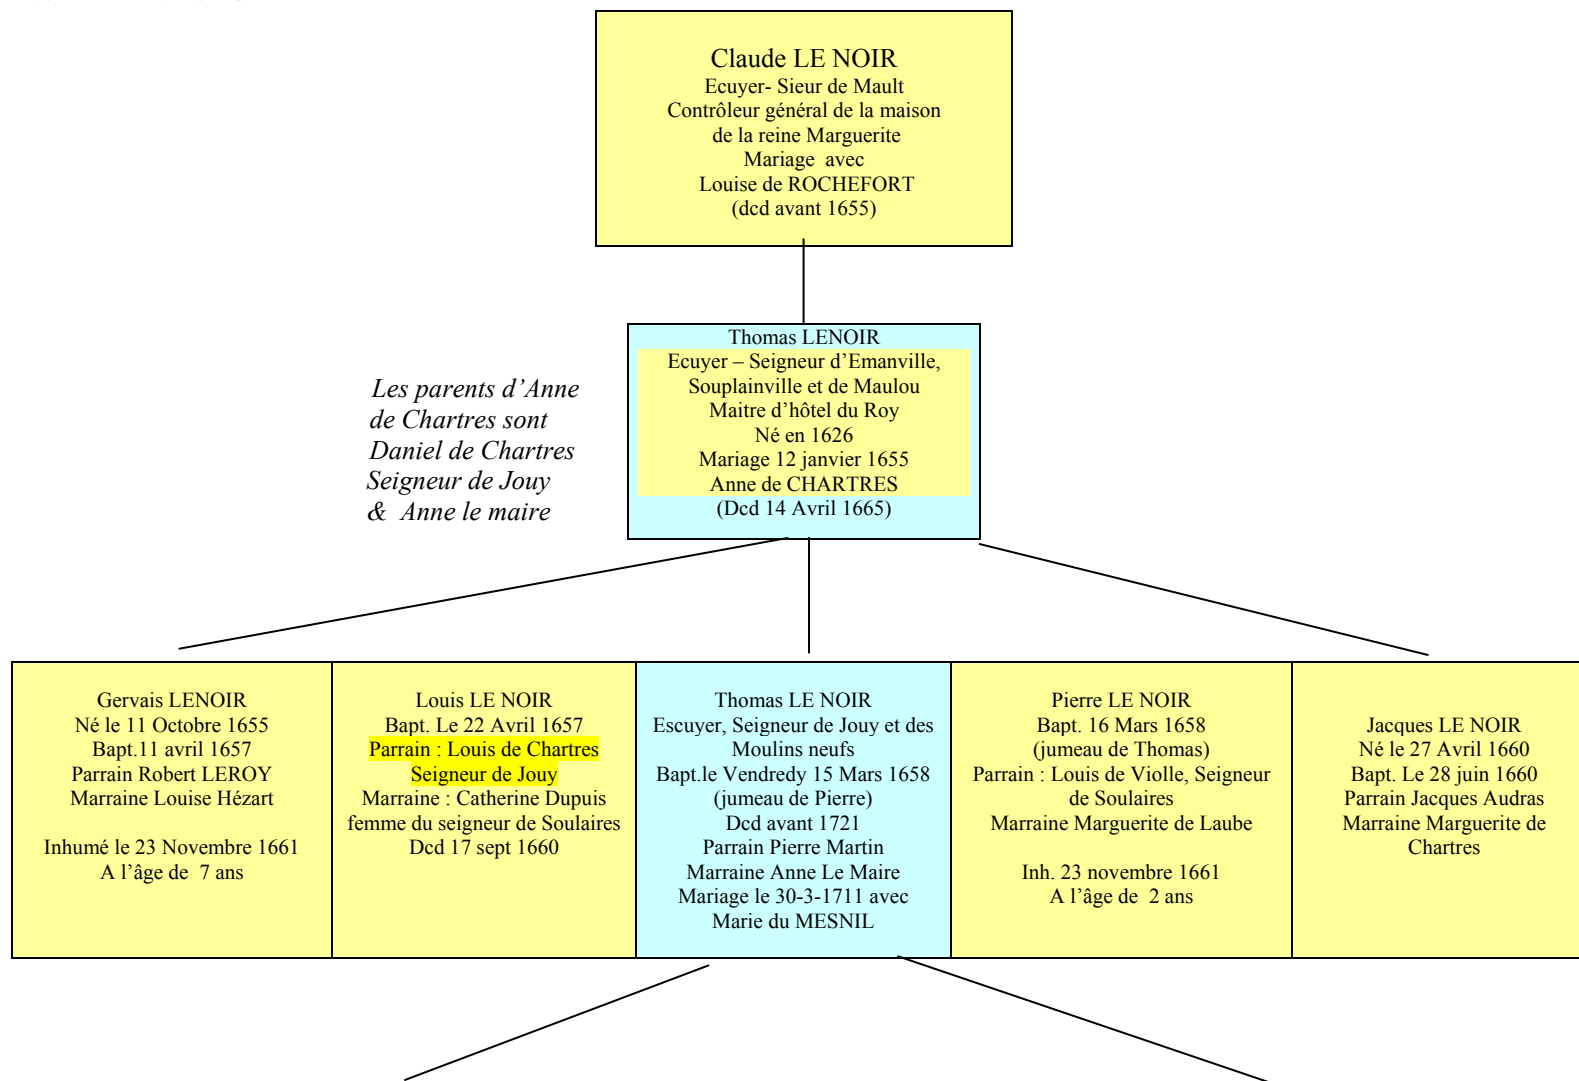 Claude LE NOIR
Ecuyer- Sieur de Mault
Contrôleur général de la maison
de la reine Marguerite
Mariage avec
Louise de ROCHEFORT
(dcd avant 1655)
Thomas LENOIR
Ecuyer – Seigneur d’Emanville,
Souplainville et de Maulou
Maitre d’hôtel du Roy
Né en 1626
Mariage 12 janvier 1655
Anne de CHARTRES
(Dcd 14 Avril 1665)
Les parents d’Anne
de Chartres sont
Daniel de Chartres
Seigneur de Jouy
& Anne le maire
Gervais LENOIR
Né le 11 Octobre 1655
Bapt.11 avril 1657
Parrain Robert LEROY
Marraine Louise Hézart
Inhumé le 23 Novembre 1661
A l’âge de 7 ans
Louis LE NOIR
Bapt. Le 22 Avril 1657
Parrain : Louis de Chartres
Seigneur de Jouy
Marraine : Catherine Dupuis
femme du seigneur de Soulaires
Dcd 17 sept 1660
Thomas LE NOIR
Escuyer, Seigneur de Jouy et des
Moulins neufs
Bapt.le Vendredy 15 Mars 1658
(jumeau de Pierre)
Dcd avant 1721
Parrain Pierre Martin
Marraine Anne Le Maire
Mariage le 30-3-1711 avec
Marie du MESNIL
Pierre LE NOIR
Bapt. 16 Mars 1658
(jumeau de Thomas)
Parrain : Louis de Violle, Seigneur
de Soulaires
Marraine Marguerite de Laube
Inh. 23 novembre 1661
A l’âge de 2 ans
Jacques LE NOIR
Né le 27 Avril 1660
Bapt. Le 28 juin 1660
Parrain Jacques Audras
Marraine Marguerite de
Chartres